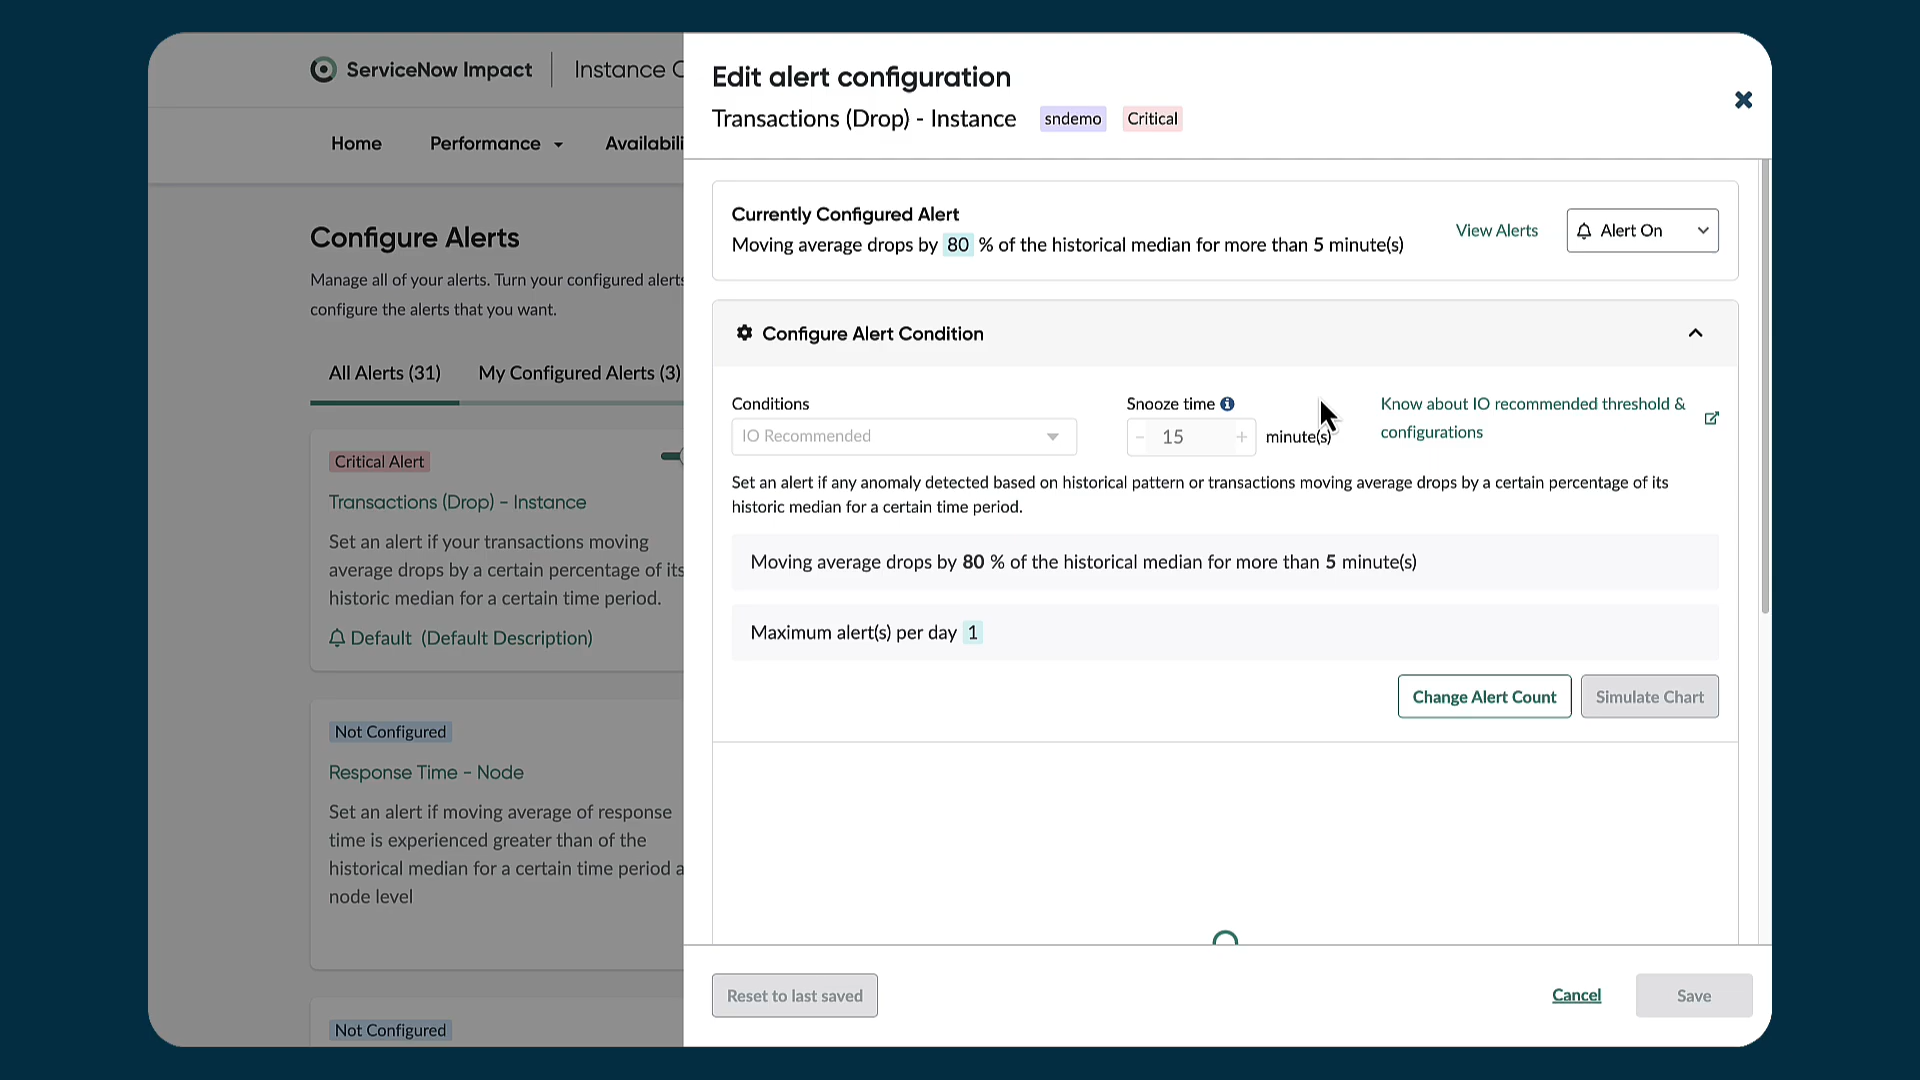 ServiceNow Impact
Instance
Home
Performance
Configure Alerts
Manage all of your alerts. Turn your configured alerts
configure the alerts that you want.
All Alerts (31)
My Configured Alerts (3)
Critical Alert
Transactions (Drop) - Instance
Set an alert if your transactions moving
average drops by a certain percentage of its
historic median for a certain time period.
Default (Default Description)
Not Configured
Response Time - Node
Set an alert if moving average of response
time is experienced greater than of the
historical median for a certain time period
node level
Not Configured
Edit alert configuration
Transactions (Drop) - Instance
sndemo
Critical
Currently Configured Alert
Moving average drops by 80 % of the historical median for more than 5 minute(s)
View Alerts
Alert On
Configure Alert Condition
Conditions
IO Recommended
Snooze time
- 15 + minute(s)
Know about IO recommended threshold &
configurations
Set an alert if any anomaly detected based on historical pattern or transactions moving average drops by a certain percentage of its
historic median for a certain time period.
Moving average drops by 80 % of the historical median for more than 5 minute(s)
Maximum alert(s) per day 1
Change Alert Count
Simulate Chart
Reset to last saved
Cancel
Save